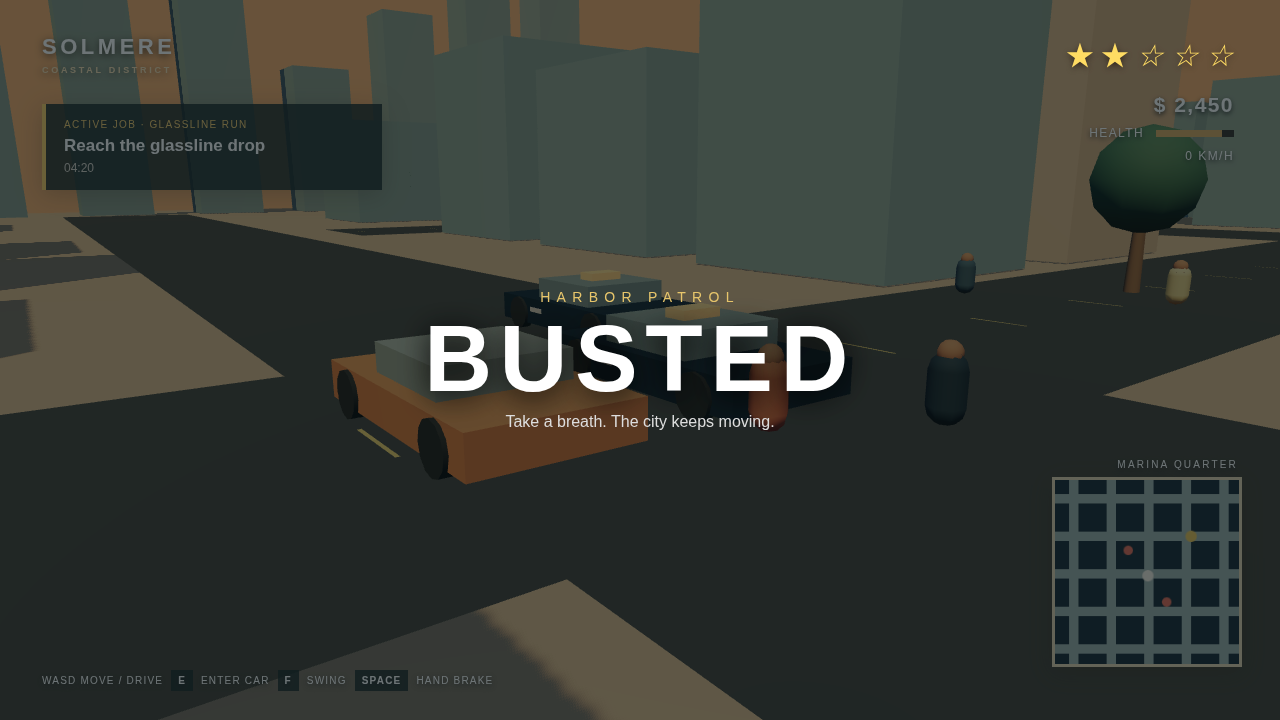 SOLMERE
COASTAL DISTRICT
ACTIVE JOB · GLASSLINE RUN
Reach the glassline drop
04:20
★ ★ ☆ ☆ ☆
$ 2,450
HEALTH
0 KM/H
HARBOR PATROL
BUSTED
Take a breath. The city keeps moving.
MARINA QUARTER
WASD MOVE / DRIVE E ENTER CAR F SWING SPACE HAND BRAKE